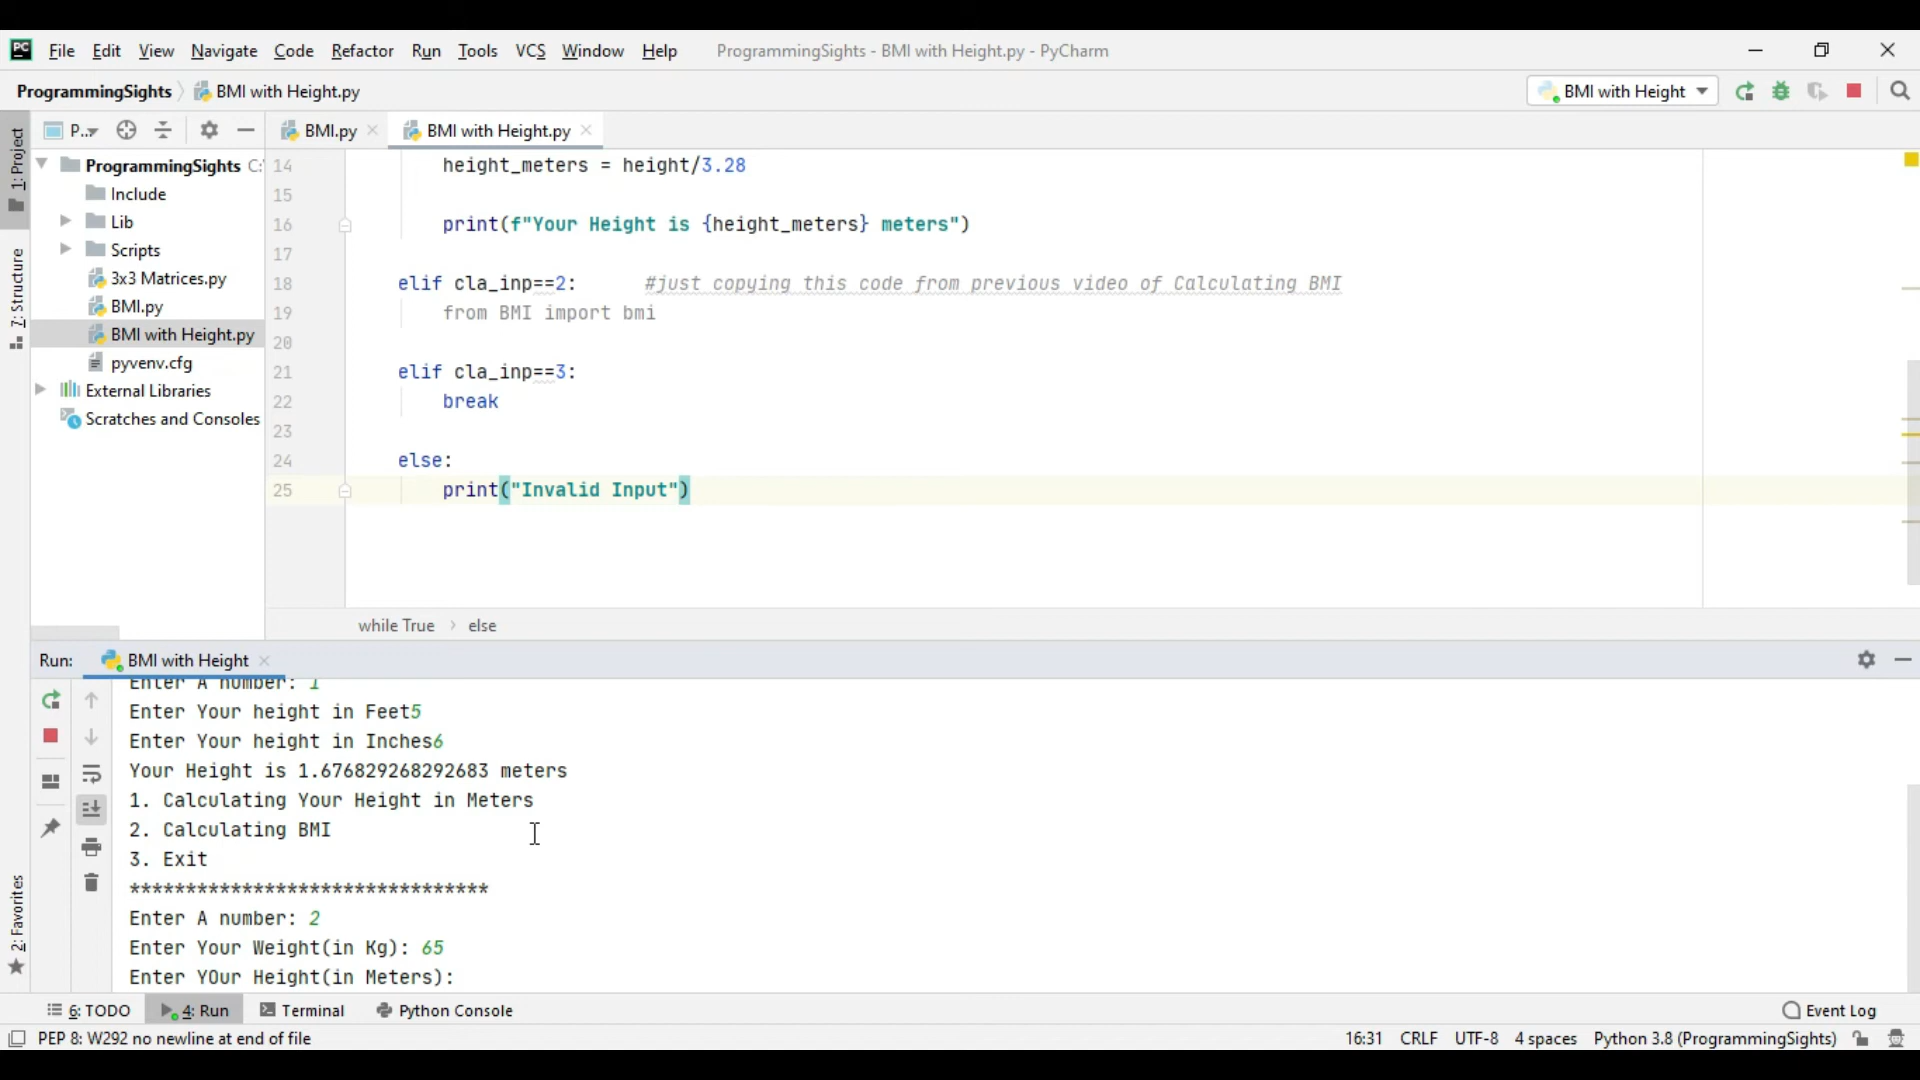 PC File Edit View Navigate Code Refactor Run Tools VCS Window Help ProgrammingSights - BMI with Height.py - PyCharm
ProgrammingSights BMI with Height.py BMI with Height
1: Project
P.. BMI.py BMI with Height.py
ProgrammingSights C:
Include
Lib
Scripts
3x3 Matrices.py
BMI.py
BMI with Height.py
pyvenv.cfg
External Libraries
Scratches and Consoles
7: Structure
2: Favorites
14 height_meters = height/3.28
15
16 print(f"Your Height is {height_meters} meters")
17
18 elif cla_inp==2: #just copying this code from previous video of Calculating BMI
19 from BMI import bmi
20
21 elif cla_inp==3:
22 break
23
24 else:
25 print("Invalid Input")
while True > else
Run: BMI with Height
Enter A number: 1
Enter Your height in Feet5
Enter Your height in Inches6
Your Height is 1.676829268292683 meters
1. Calculating Your Height in Meters
2. Calculating BMI
3. Exit
********************************
Enter A number: 2
Enter Your Weight(in Kg): 65
Enter YOur Height(in Meters):
6: TODO 4: Run Terminal Python Console Event Log
PEP 8: W292 no newline at end of file 16:31 CRLF UTF-8 4 spaces Python 3.8 (ProgrammingSights)